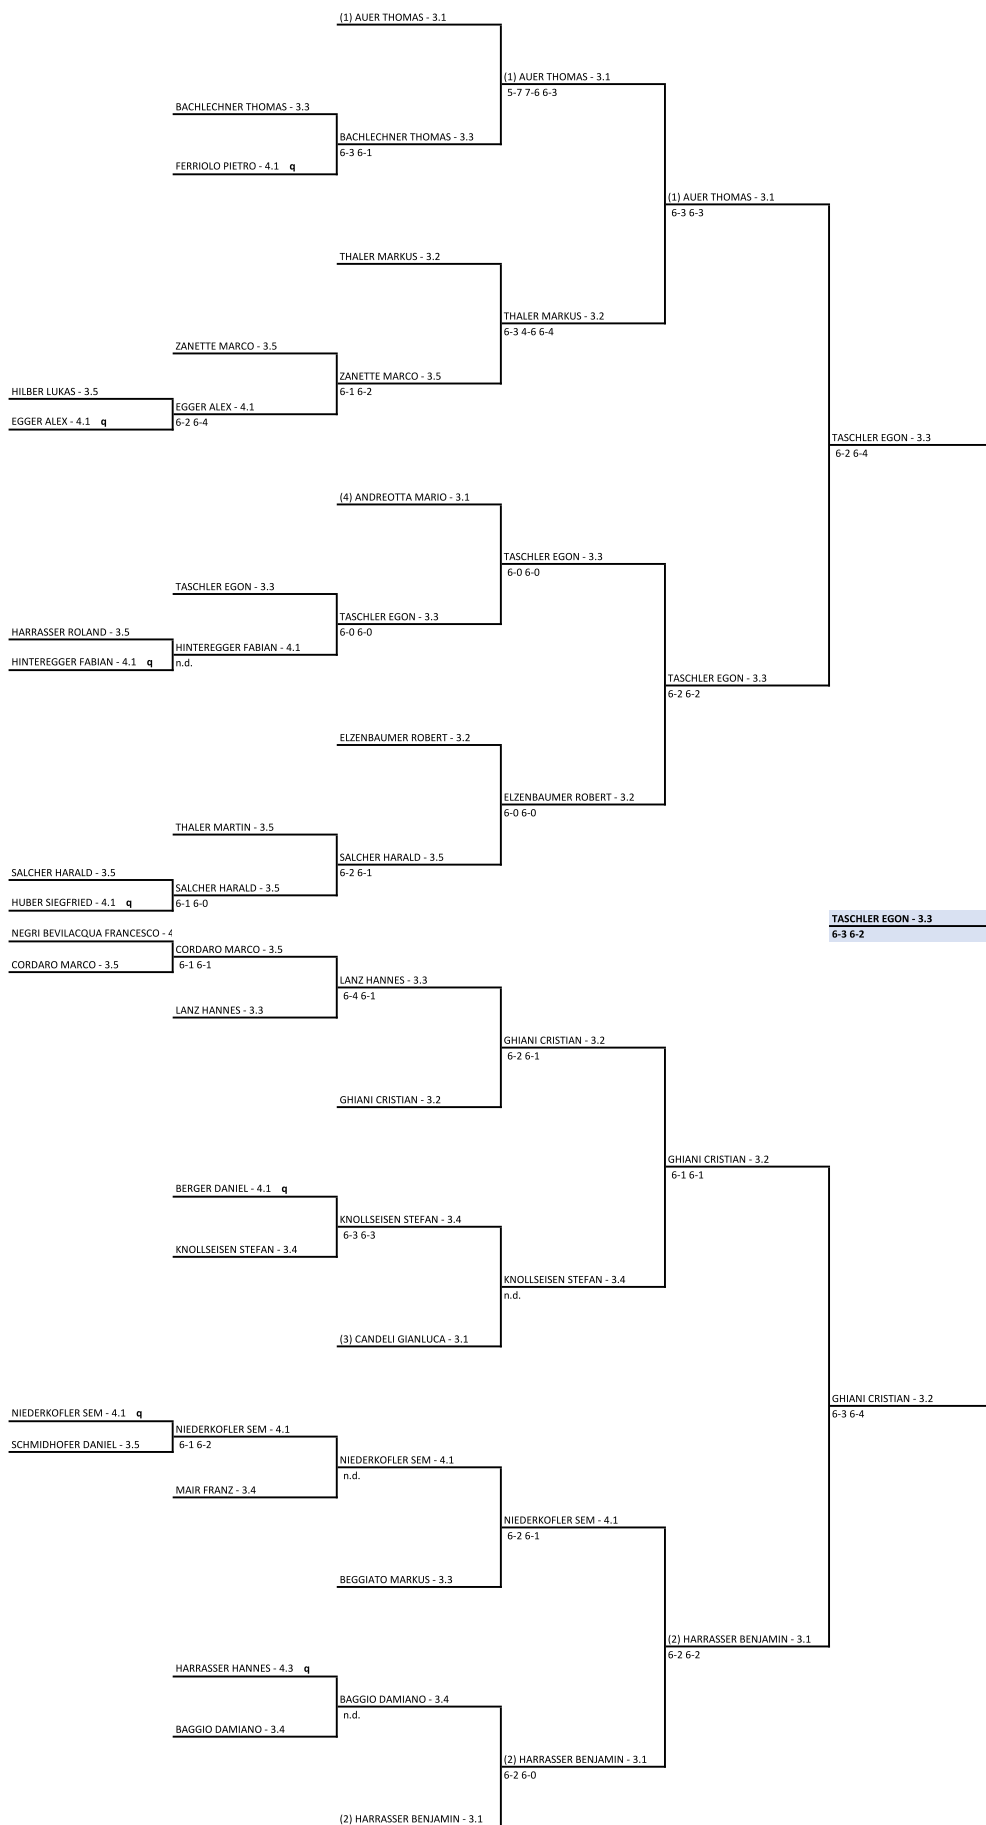 (1) AUER THOMAS - 3.1
(1) AUER THOMAS - 3.1
5-7 7-6 6-3
BACHLECHNER THOMAS - 3.3
BACHLECHNER THOMAS - 3.3
6-3 6-1
FERRIOLO PIETRO - 4.1 q
(1) AUER THOMAS - 3.1
6-3 6-3
THALER MARKUS - 3.2
THALER MARKUS - 3.2
6-3 4-6 6-4
ZANETTE MARCO - 3.5
ZANETTE MARCO - 3.5
6-1 6-2
HILBER LUKAS - 3.5
EGGER ALEX - 4.1
6-2 6-4
EGGER ALEX - 4.1 q
TASCHLER EGON - 3.3
6-2 6-4
(4) ANDREOTTA MARIO - 3.1
TASCHLER EGON - 3.3
6-0 6-0
TASCHLER EGON - 3.3
TASCHLER EGON - 3.3
6-0 6-0
HARRASSER ROLAND - 3.5
HINTEREGGER FABIAN - 4.1
n.d.
HINTEREGGER FABIAN - 4.1 q
TASCHLER EGON - 3.3
6-2 6-2
ELZENBAUMER ROBERT - 3.2
ELZENBAUMER ROBERT - 3.2
6-0 6-0
THALER MARTIN - 3.5
SALCHER HARALD - 3.5
6-2 6-1
SALCHER HARALD - 3.5
SALCHER HARALD - 3.5
6-1 6-0
HUBER SIEGFRIED - 4.1 q
TASCHLER EGON - 3.3
6-3 6-2
NEGRI BEVILACQUA FRANCESCO - 4
CORDARO MARCO - 3.5
6-1 6-1
CORDARO MARCO - 3.5
LANZ HANNES - 3.3
6-4 6-1
LANZ HANNES - 3.3
GHIANI CRISTIAN - 3.2
6-2 6-1
GHIANI CRISTIAN - 3.2
GHIANI CRISTIAN - 3.2
6-1 6-1
BERGER DANIEL - 4.1 q
KNOLLSEISEN STEFAN - 3.4
6-3 6-3
KNOLLSEISEN STEFAN - 3.4
KNOLLSEISEN STEFAN - 3.4
n.d.
(3) CANDELI GIANLUCA - 3.1
GHIANI CRISTIAN - 3.2
6-3 6-4
NIEDERKOFLER SEM - 4.1 q
NIEDERKOFLER SEM - 4.1
6-1 6-2
SCHMIDHOFER DANIEL - 3.5
NIEDERKOFLER SEM - 4.1
n.d.
MAIR FRANZ - 3.4
NIEDERKOFLER SEM - 4.1
6-2 6-1
BEGGIATO MARKUS - 3.3
(2) HARRASSER BENJAMIN - 3.1
6-2 6-2
HARRASSER HANNES - 4.3 q
BAGGIO DAMIANO - 3.4
n.d.
BAGGIO DAMIANO - 3.4
(2) HARRASSER BENJAMIN - 3.1
6-2 6-0
(2) HARRASSER BENJAMIN - 3.1